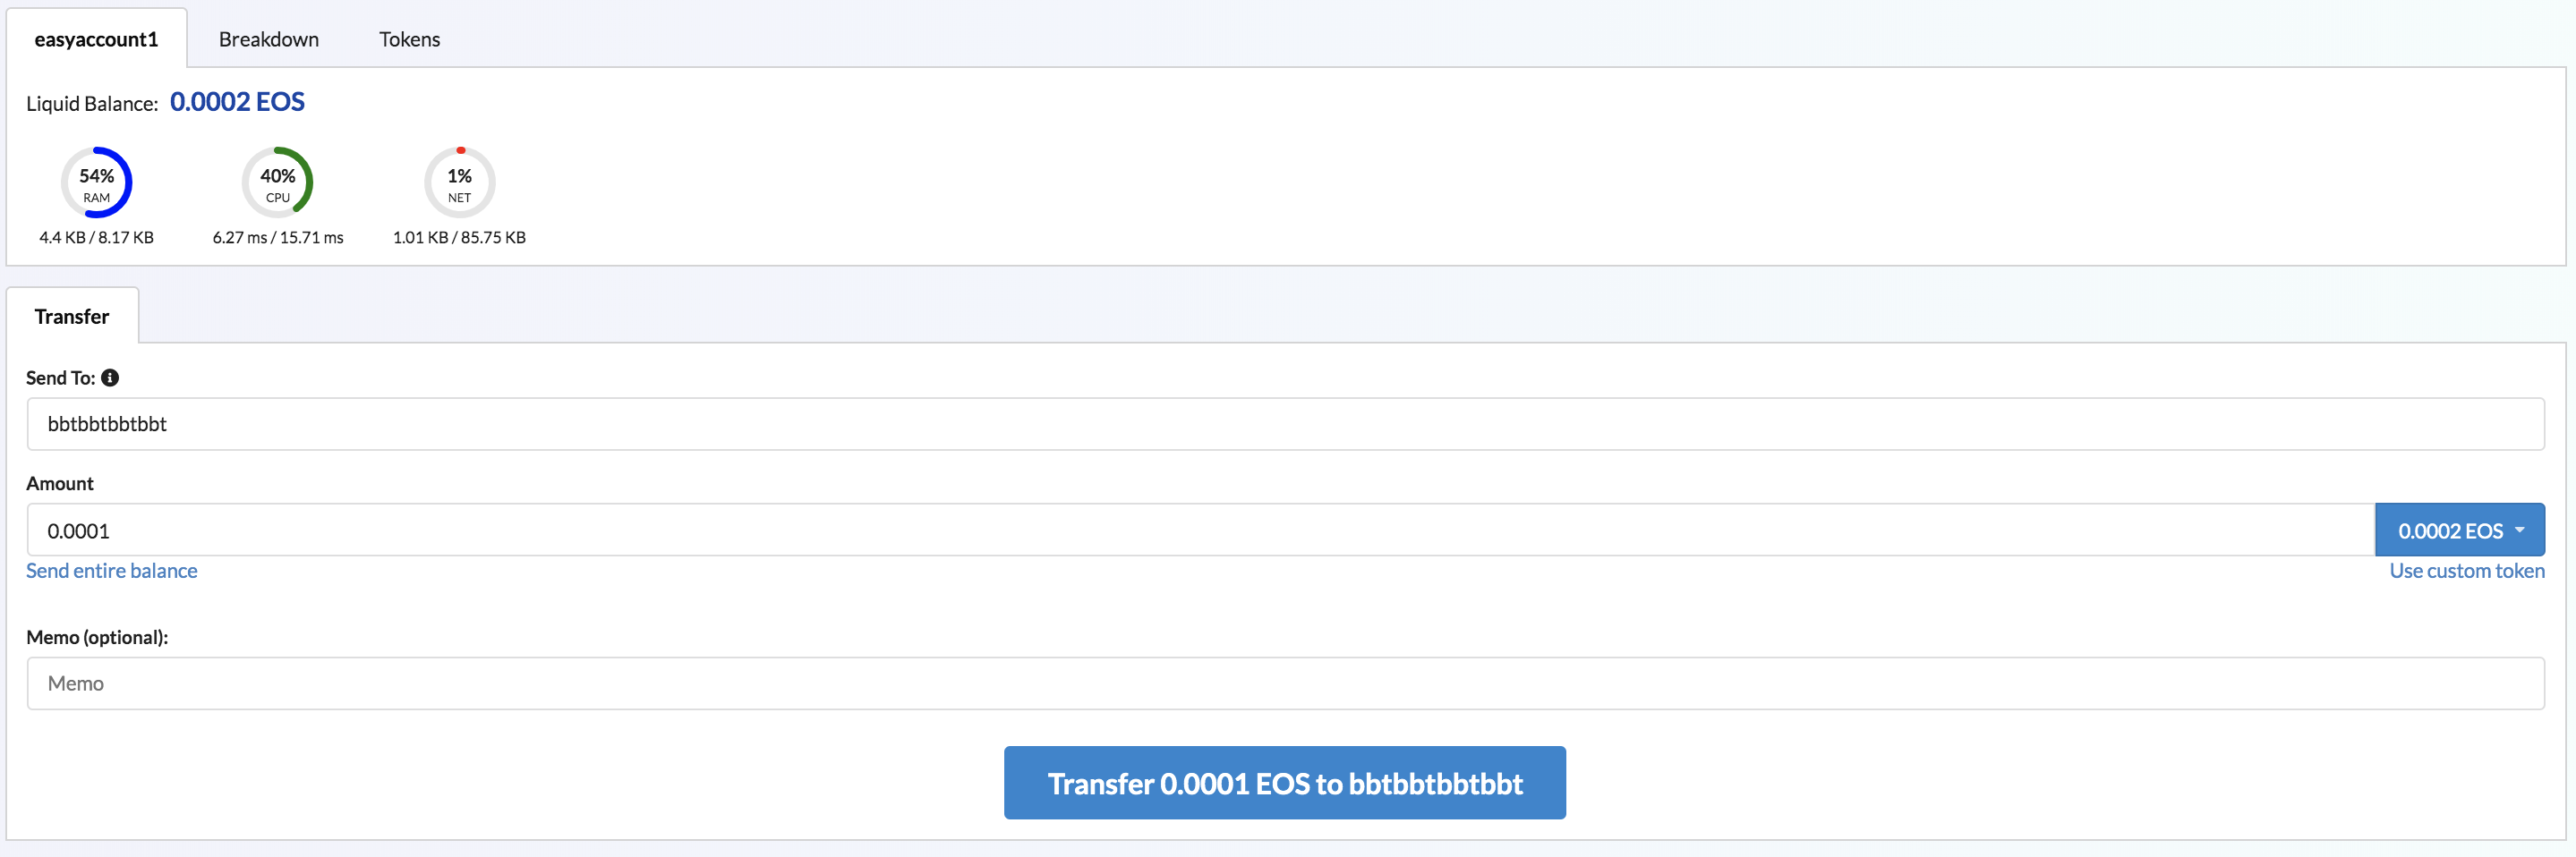 easyaccount1 Breakdown Tokens
Liquid Balance: 0.0002 EOS
54% 40% 1%
RAM CPU NET
4.4 KB / 8.17 KB 6.27 ms / 15.71 ms 1.01 KB / 85.75 KB
Transfer
Send To:
bbtbbtbbtbbt
Amount
0.0001 0.0002 EOS
Send entire balance Use custom token
Memo (optional):
Memo
Transfer 0.0001 EOS to bbtbbtbbtbbt